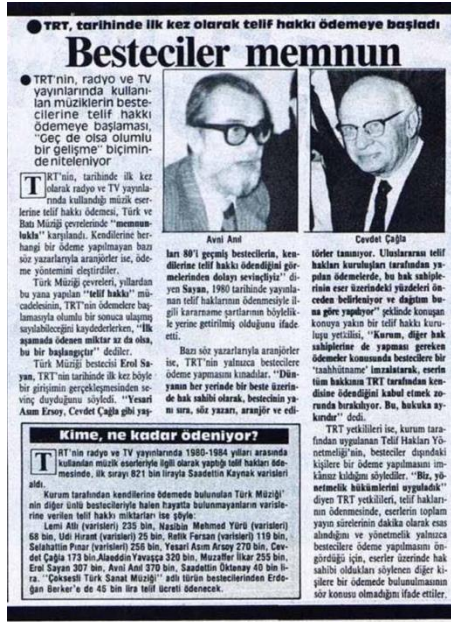 ● TRT, tarihinde ilk kez olarak telif hakkı ödemeye başladı
Besteciler memnun
● TRT'nin, radyo ve TV
yayınlarında kullanı-
lan müziklerin beste-
cilerine telif hakkı
ödemeye başlaması,
"Geç de olsa olumlu
bir gelişme" biçimin-
de niteleniyor
TRT'nin, tarihinde ilk kez
olarak radyo ve TV yayınla-
rında kullandığı müzik eser-
lerine telif hakkı ödemesi, Türk ve
Batı Müziği çevrelerinde "memnun-
lukla" karşılandı. Kendilerine her-
hangi bir ödeme yapılmayan bazı
söz yazarlarıyla aranjörler ise, öde-
me yöntemini eleştirdiler.
Türk Müziği çevreleri, yıllardan
bu yana yapılan "telif hakkı" mü-
cadelesinin, TRT'nin ödemelere baş-
lamasıyla olumlu bir sonuca ulaşmış
sayılabileceğini kaydederlerken, "İlk
aşamada ödenen miktar az da olsa,
bu bir başlangıçtır" dediler.
Türk Müziği bestecisi Erol Sa-
yan, TRT'nin tarihinde ilk kez böyle
bir girişimin gerçekleşmesinden se-
vinç duyduğunu söyledi. "Yesari
Asım Ersoy, Cevdet Çağla gibi yaş-
Avni Anıl
Cevdet Çağla
ları 80'i geçmiş bestecilerin, ken-
dilerine telif hakkı ödendiğini gör-
melerinden dolayı sevinçliyiz" di-
yen Sayan, 1980 tarihinde yayınla-
nan telif haklarının ödenmesiyle il-
gili kararname şartlarının böylelik-
le yerine getirilmiş olduğunu ifade
etti.
Bazı söz yazarlarıyla aranjörler
ise, TRT'nin yalnızca bestecilere
ödeme yapmasını kınadılar. "Dün-
yanın her yerinde bir beste üzerin-
de hak sahibi olarak, bestecinin ya-
nı sıra, söz yazarı, aranjör ve edi-
törler tanınıyor. Uluslararası telif
hakları kuruluşları tarafından ya-
pılan ödemelerde, bu hak sahiple-
rinin eser üzerindeki yüzdeleri ön-
ceden belirleniyor ve dağıtım bu-
na göre yapılıyor" şeklinde konuşan
konuya yakın bir telif hakkı kuru-
luşu yetkilisi, "Kurum, diğer hak
sahiplerine de yapması gereken
ödemeler konusunda bestecilere bir
'taahhütname' imzalatarak, eserin
tüm hakkının TRT tarafından ken-
disine ödendiğini kabul etmek zo-
runda bırakılıyor. Bu, hukuka ay-
kırıdır" dedi.
TRT yetkilileri ise, kurum tara-
fından uygulanan Telif Hakları Yö-
netmeliği'nin, besteciler dışındaki
kişilere bir ödeme yapılmasını im-
kânsız kıldığını söylediler. "Biz, yö-
netmelik hükümlerini uyguladık"
diyen TRT yetkilileri, telif hakları-
nın ödenmesinde, eserlerin toplam
yayın sürelerinin dakika olarak esas
alındığını ve yönetmelik yalnızca
bestecilere ödeme yapılmasını ön-
gördüğü için, eserler üzerinde hak
sahibi oldukları söylenen diğer ki-
şilere bir ödemede bulunulmasının
söz konusu olmadığını ifade ettiler.
Kime, ne kadar ödeniyor?
TRT'nin radyo ve televizyonda 1980-1984 yılları arasında
kullanılan müzik eserleriyle ilgili olarak yaptığı telif hakları öde-
mesinde, ilk sırayı 821 bin lirayla Saadettin Kaynak varisleri
aldı.
Kurum tarafından kendilerine ödemede bulunulan Türk Müziği'
nin diğer ünlü bestecileriyle halen hayatta bulunmayanların varisle-
rine verilen telif hakkı miktarları ise şöyle:
Lemi Atlı (varisleri) 235 bin, Nasibin Mehmed Yürü (varisleri)
68 bin, Udi Hırant (varisleri) 25 bin, Refik Fersan (varisleri) 119 bin,
Selahattin Pınar (varisleri) 256 bin, Yesari Asım Arsoy 270 bin, Cev-
det Çağla 173 bin, Alaeddin Yavaşça 320 bin, Muzaffer İlkar 255 bin,
Erol Sayan 307 bin, Avni Anıl 370 bin, Saadettin Öktenay 40 bin li-
ra. "Çoksesli Türk Sanat Müziği" adlı türün bestecilerinden Erdo-
ğan Berker'e de 45 bin lira telif ücreti ödenecek.